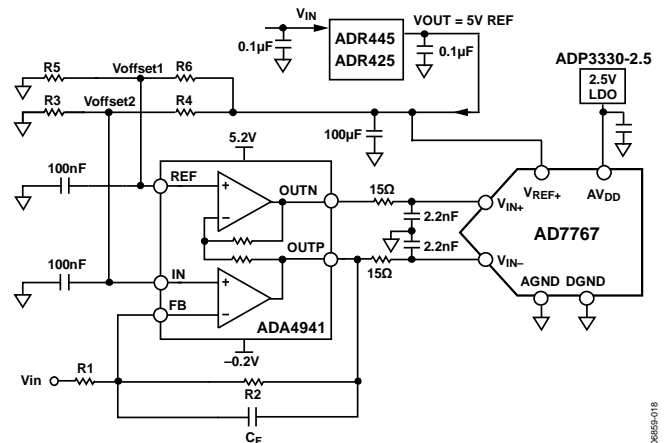 VIN
VOUT = 5V REF
ADR445
ADR425
0.1µF
0.1µF
ADP3330-2.5
2.5V
LDO
R5
Voffset1
R6
R3
Voffset2
R4
100µF
5.2V
100nF
REF
OUTN
15Ω
VREF+
AVDD
VIN+
2.2nF
AD7767
2.2nF
OUTP
15Ω
VIN–
100nF
IN
FB
AGND
DGND
ADA4941
–0.2V
Vin
R1
R2
CF
06859-018